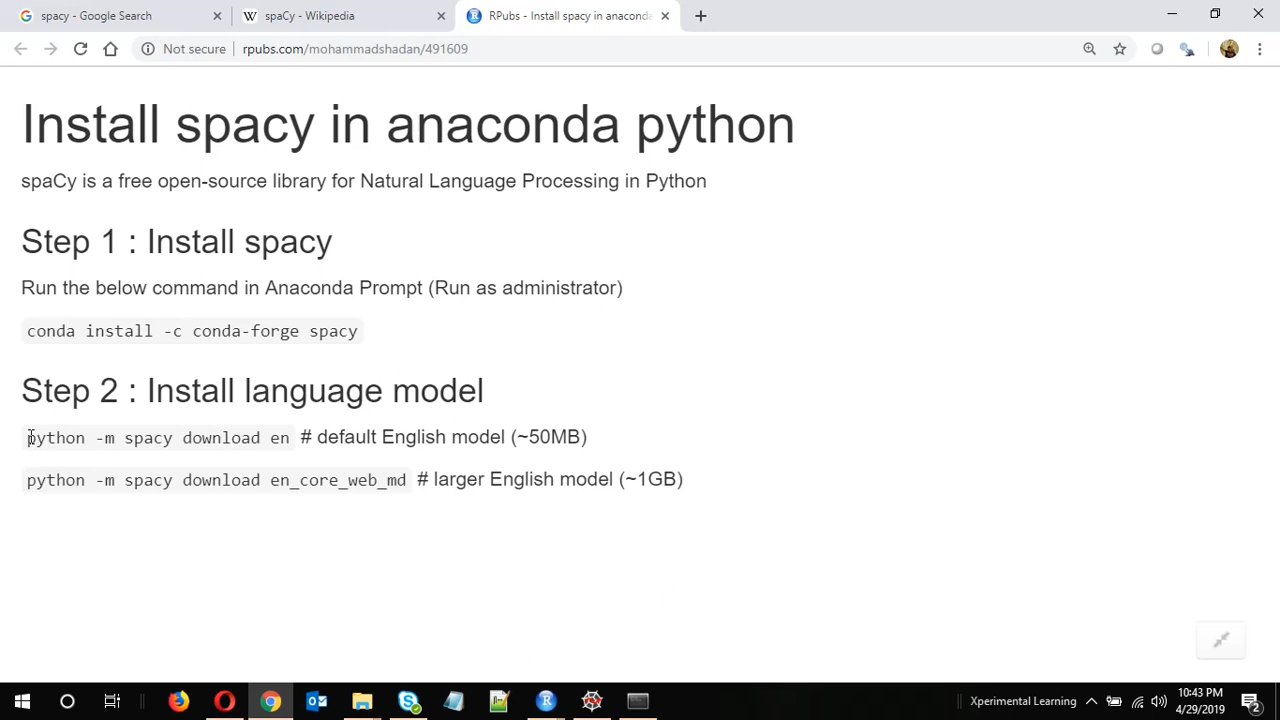 spacy - Google Search
spaCy - Wikipedia
RPubs - Install spacy in anaconda
Not secure
rpubs.com/mohammadshadan/491609
Install spacy in anaconda python
spaCy is a free open-source library for Natural Language Processing in Python
Step 1 : Install spacy
Run the below command in Anaconda Prompt (Run as administrator)
conda install -c conda-forge spacy
Step 2 : Install language model
python -m spacy download en # default English model (~50MB)
python -m spacy download en_core_web_md # larger English model (~1GB)
Xperimental Learning
10:43 PM
4/29/2019
2